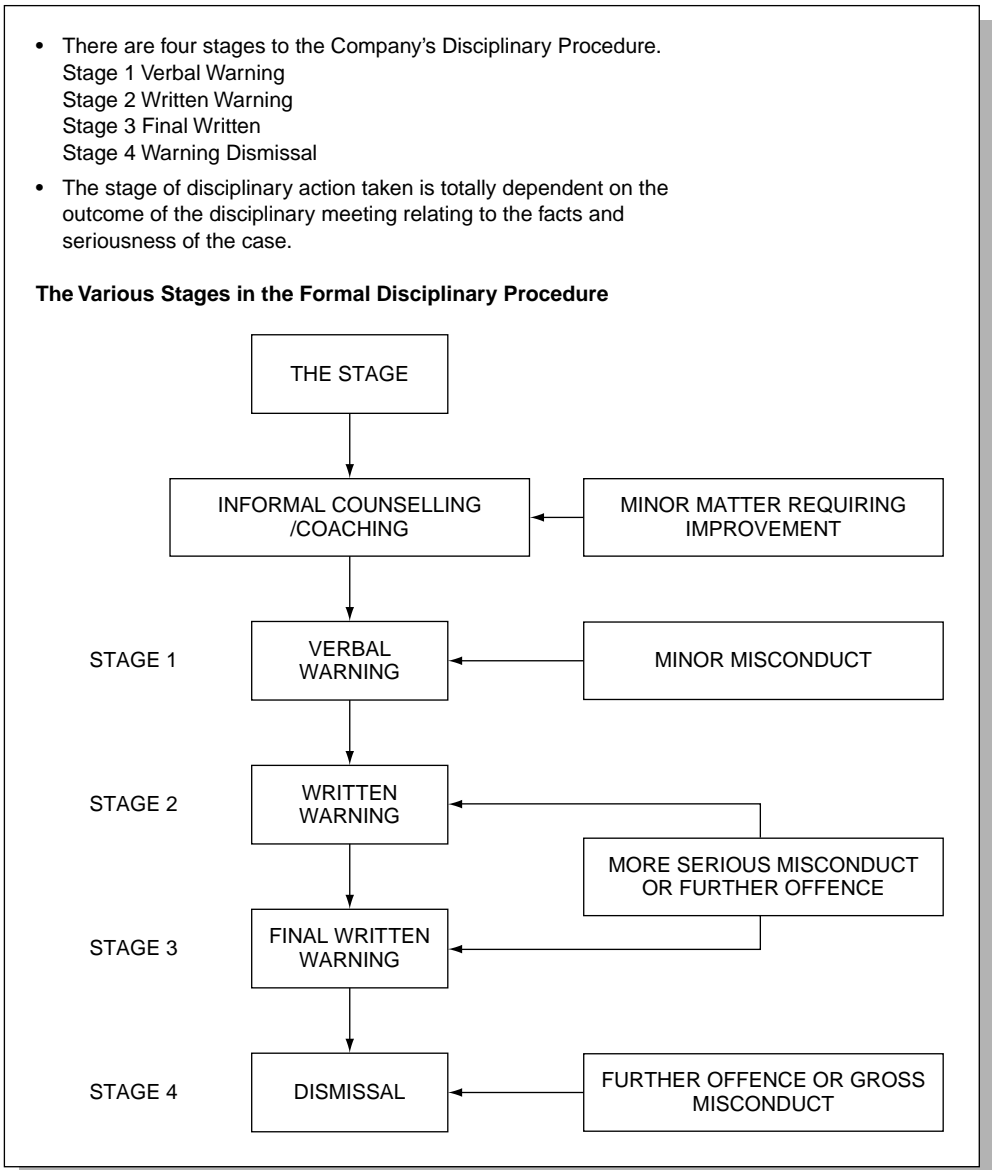 • There are four stages to the Company's Disciplinary Procedure.
Stage 1 Verbal Warning
Stage 2 Written Warning
Stage 3 Final Written
Stage 4 Warning Dismissal
• The stage of disciplinary action taken is totally dependent on the
outcome of the disciplinary meeting relating to the facts and
seriousness of the case.
The Various Stages in the Formal Disciplinary Procedure
THE STAGE
INFORMAL COUNSELLING
/COACHING
MINOR MATTER REQUIRING
IMPROVEMENT
STAGE 1
VERBAL
WARNING
MINOR MISCONDUCT
STAGE 2
WRITTEN
WARNING
MORE SERIOUS MISCONDUCT
OR FURTHER OFFENCE
STAGE 3
FINAL WRITTEN
WARNING
STAGE 4
DISMISSAL
FURTHER OFFENCE OR GROSS
MISCONDUCT